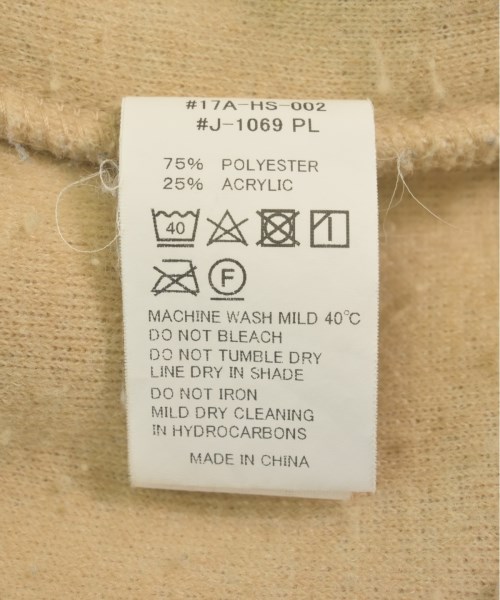 #17A-HS-002
#J-1069 PL
75% POLYESTER
25% ACRYLIC
40
F
MACHINE WASH MILD 40℃
DO NOT BLEACH
DO NOT TUMBLE DRY
LINE DRY IN SHADE
DO NOT IRON
MILD DRY CLEANING
IN HYDROCARBONS
MADE IN CHINA